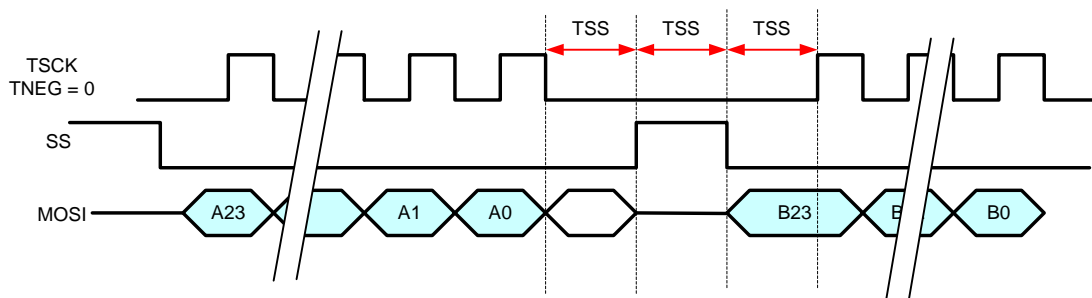 TSS TSS TSS
TSCK
TNEG = 0
SS
MOSI A23 A1 A0 B23 B0